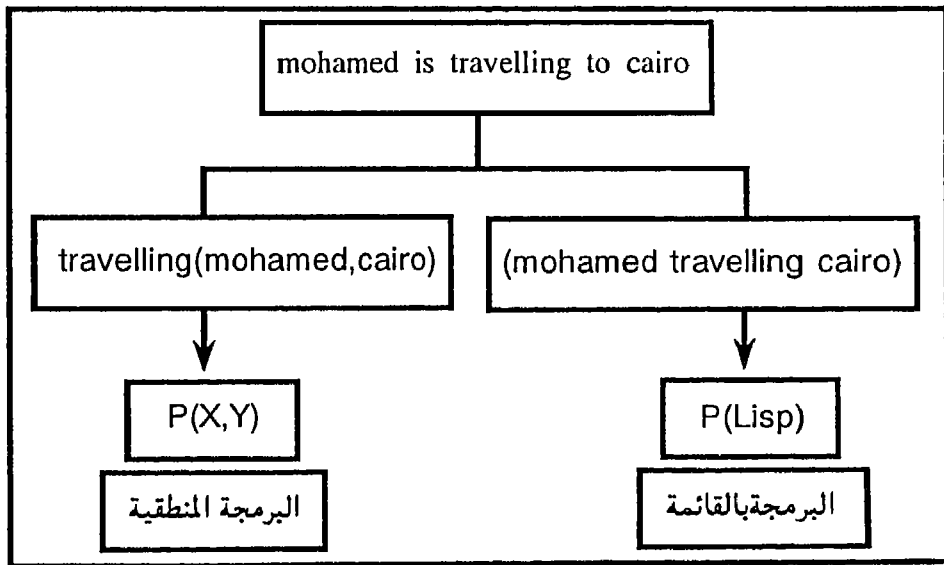 mohamed is travelling to cairo
travelling(mohamed,cairo)
(mohamed travelling cairo)
P(X,Y)
P(Lisp)
البرمجة المنطقية
البرمجةبالقائمة